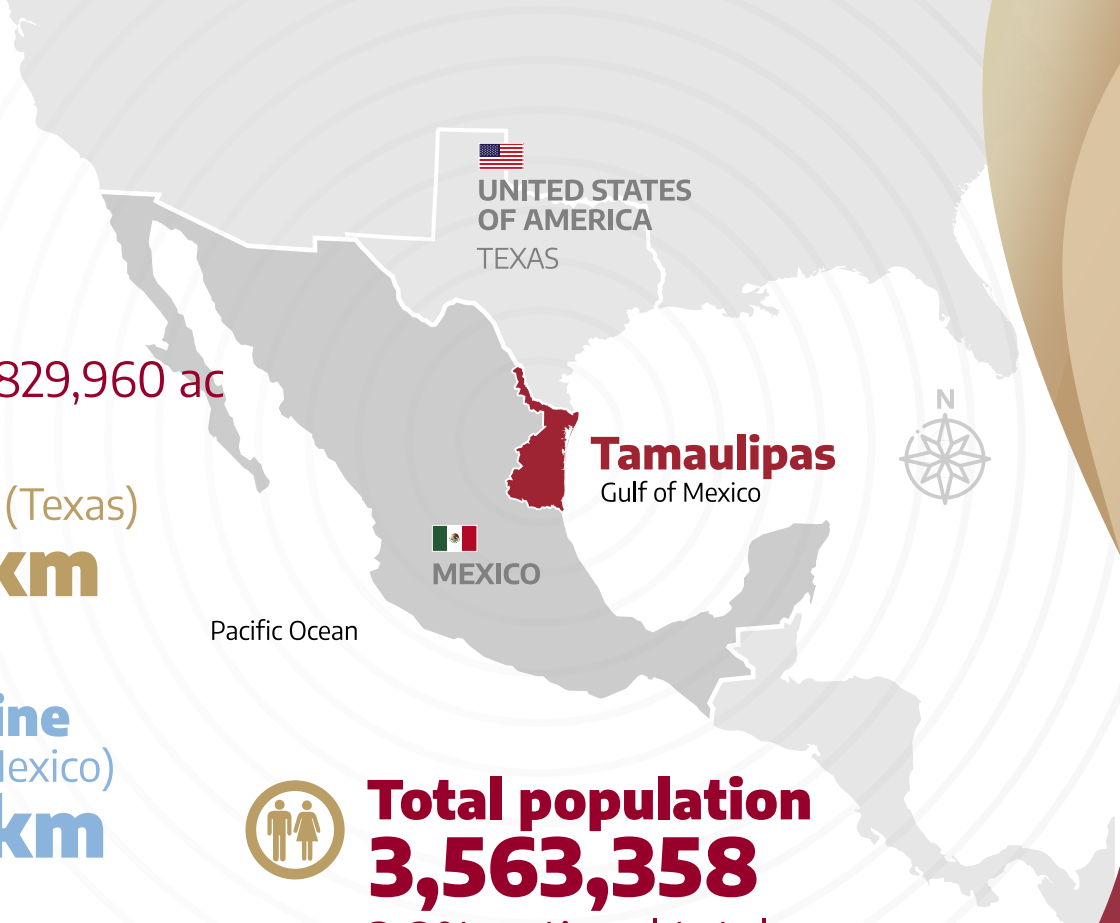 UNITED STATES
OF AMERICA
TEXAS
829,960 ac
N
Tamaulipas
Gulf of Mexico
(Texas)
km
MEXICO
Pacific Ocean
ine
exico)
km
Total population
3,563,358